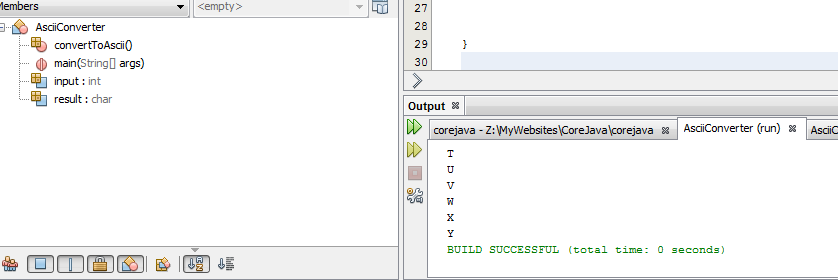 Members
<empty>
AsciiConverter
convertToAscii()
main(String[] args)
input : int
result : char
27
28
29 }
30
Output
corejava - Z:\MyWebsites\CoreJava\corejava
AsciiConverter (run)
AsciiC
T
U
V
W
X
Y
BUILD SUCCESSFUL (total time: 0 seconds)